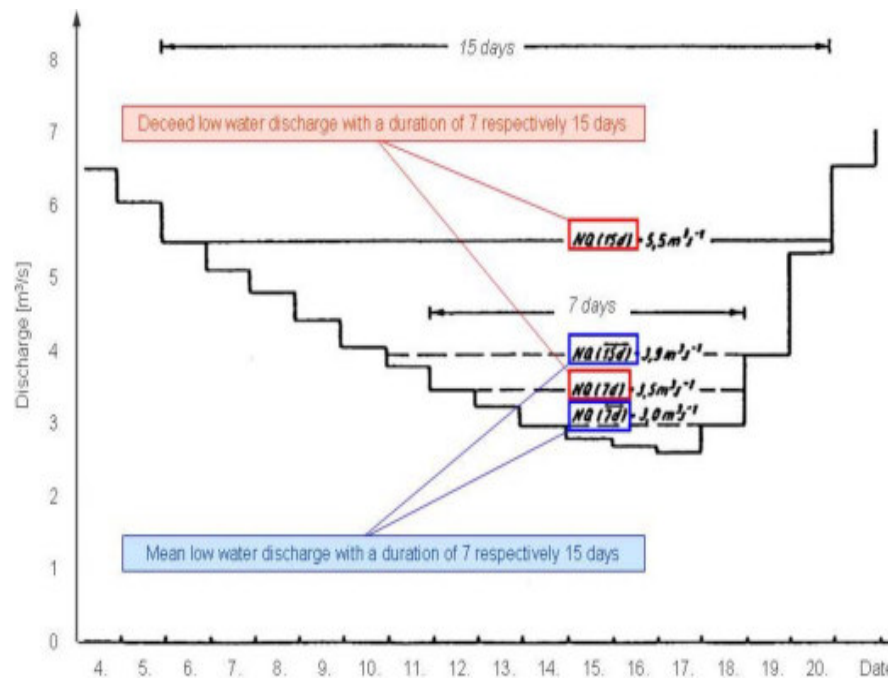 8
15 days
Deceed low water discharge with a duration of 7 respectively 15 days
7
6
NQ(15d) = 5,5 m³s⁻¹
5
7 days
Discharge [m³/s]
4
NQ(1̅5̅d̅) = 3,9 m³s⁻¹
NQ(7d) = 3,5 m³s⁻¹
3
NQ(7̅d̅) = 3,0 m³s⁻¹
2
Mean low water discharge with a duration of 7 respectively 15 days
1
0
4. 5. 6. 7. 8. 9. 10. 11. 12. 13. 14. 15. 16. 17. 18. 19. 20. Date